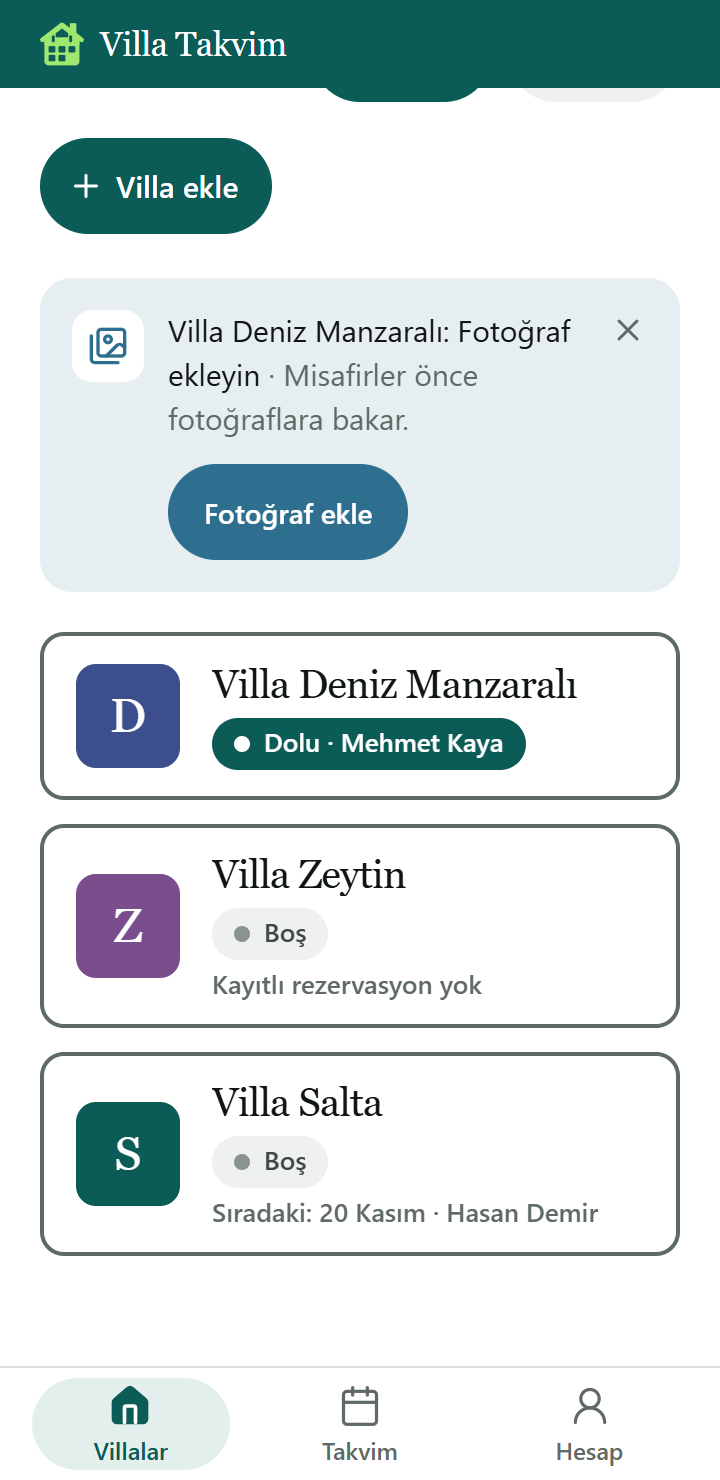 Villa Takvim
Villa ekle
Villa Deniz Manzaralı: Fotoğraf
ekleyin · Misafirler önce
fotoğraflara bakar.
Fotoğraf ekle
D
Villa Deniz Manzaralı
Dolu · Mehmet Kaya
Z
Villa Zeytin
Boş
Kayıtlı rezervasyon yok
S
Villa Salta
Boş
Sıradaki: 20 Kasım · Hasan Demir
Villalar
Takvim
Hesap